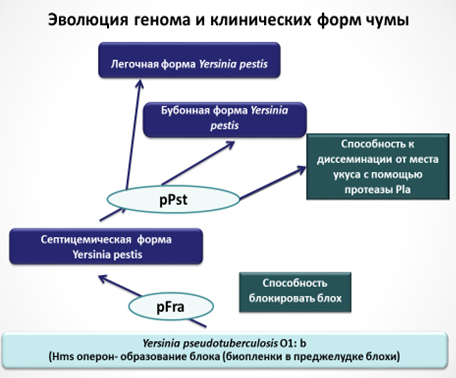 Эволюция генома и клинических форм чумы
Легочная форма Yersinia pestis
Бубонная форма Yersinia
pestis
Способность к
диссеминации от места
укуса с помощью
протеазы Pla
pPst
Септицемическая форма
Yersinia pestis
Способность
блокировать блох
pFra
Yersinia pseudotuberculosis O1: b
(Hms оперон- образование блока (биопленки в преджелудке блохи)